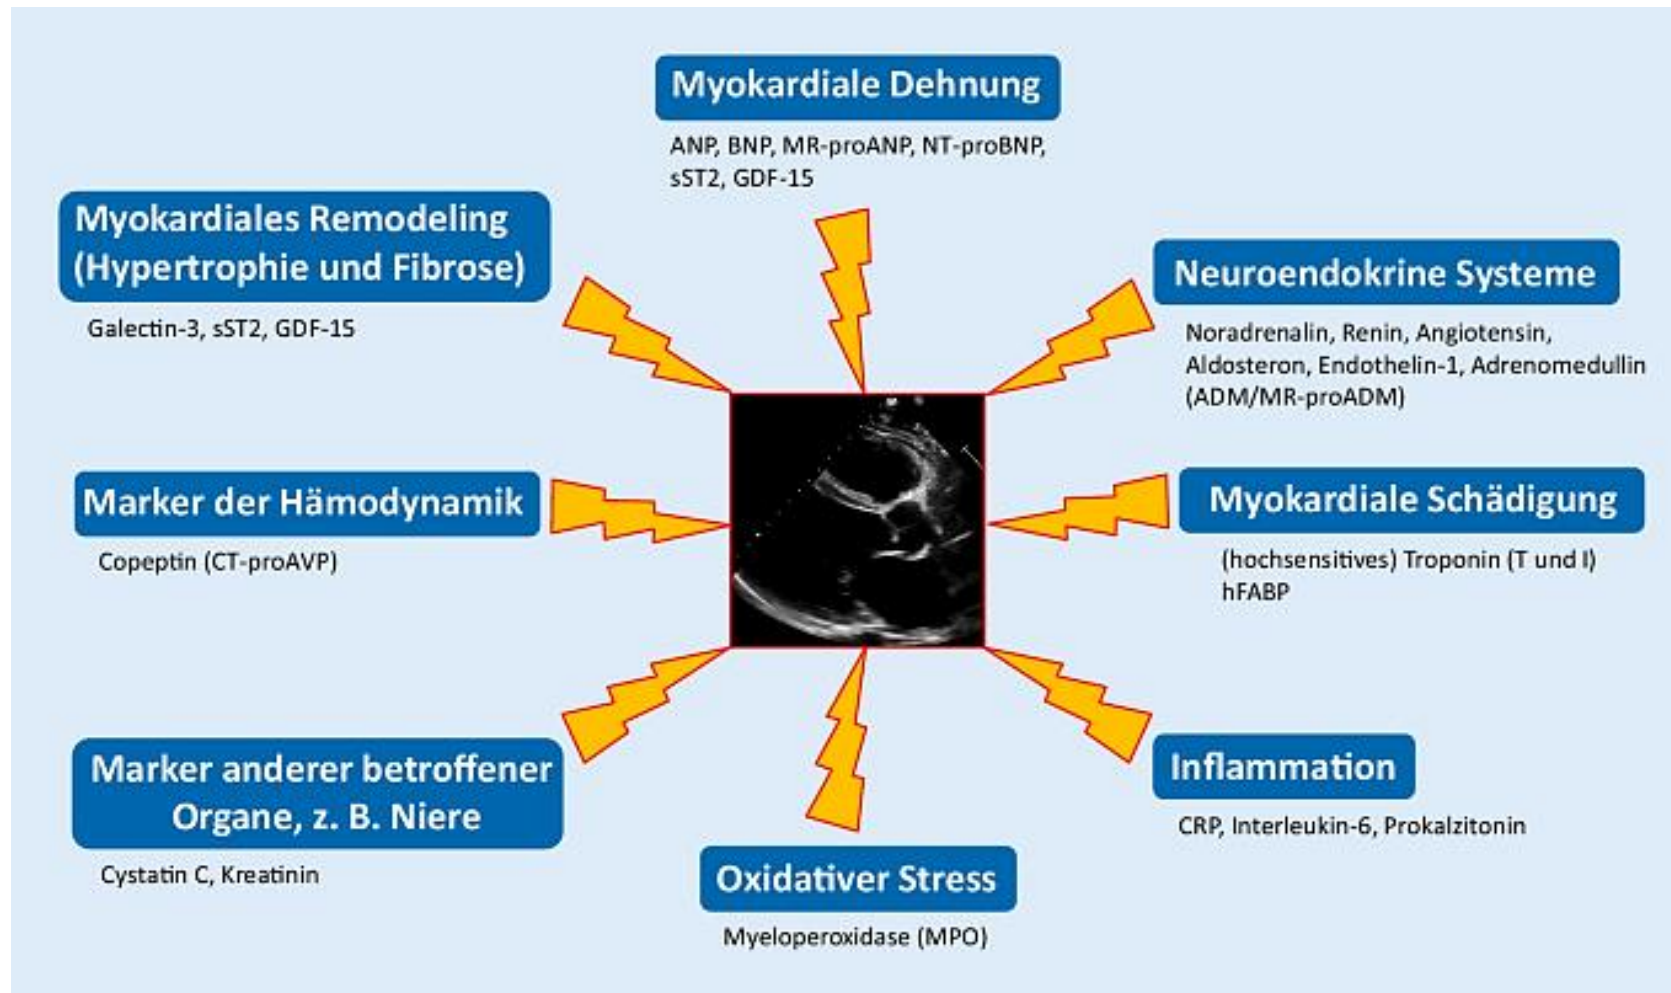 Myokardiale Dehnung
ANP, BNP, MR-proANP, NT-proBNP,
sST2, GDF-15
Myokardiales Remodeling
(Hypertrophie und Fibrose)
Galectin-3, sST2, GDF-15
Neuroendokrine Systeme
Noradrenalin, Renin, Angiotensin,
Aldosteron, Endothelin-1, Adrenomedullin
(ADM/MR-proADM)
Marker der Hämodynamik
Copeptin (CT-proAVP)
Myokardiale Schädigung
(hochsensitives) Troponin (T und I)
hFABP
Marker anderer betroffener
Organe, z. B. Niere
Cystatin C, Kreatinin
Inflammation
CRP, Interleukin-6, Prokalzitonin
Oxidativer Stress
Myeloperoxidase (MPO)